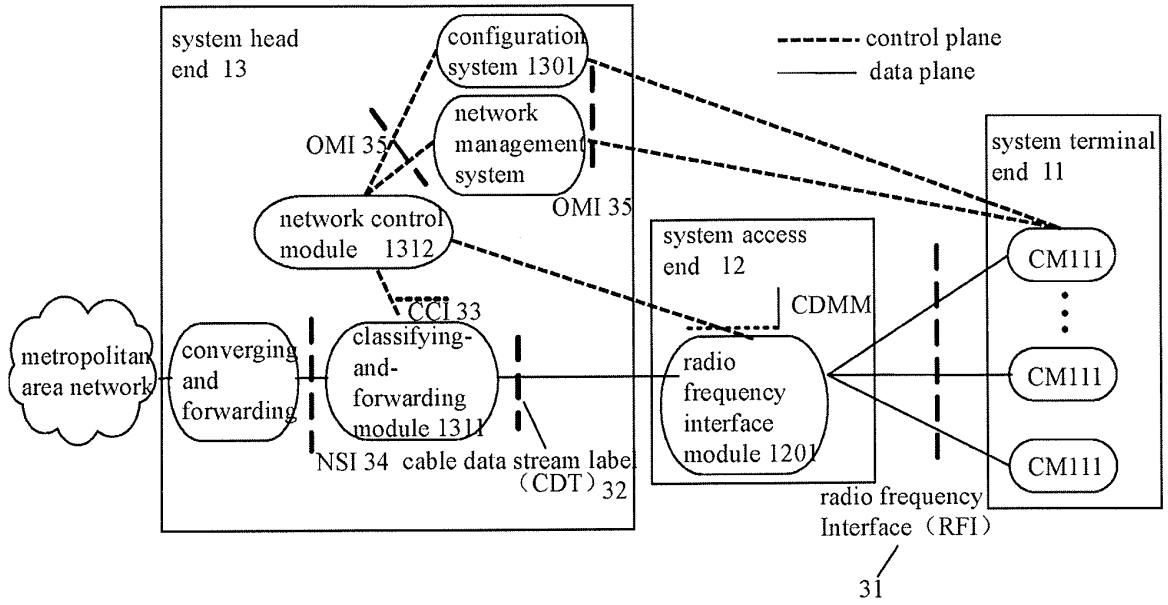 system head
end 13
configuration
system 1301
network
management
system
OMI 35
OMI 35
network control
module 1312
CCI 33
metropolitan
area network
converging
and
forwarding
classifying-
and-
forwarding
module 1311
NSI 34
cable data stream label
(CDT)
32
control plane
data plane
system access
end 12
CDMM
radio
frequency
interface
module 1201
system terminal
end 11
CM111
CM111
CM111
radio frequency
Interface (RFI)
31